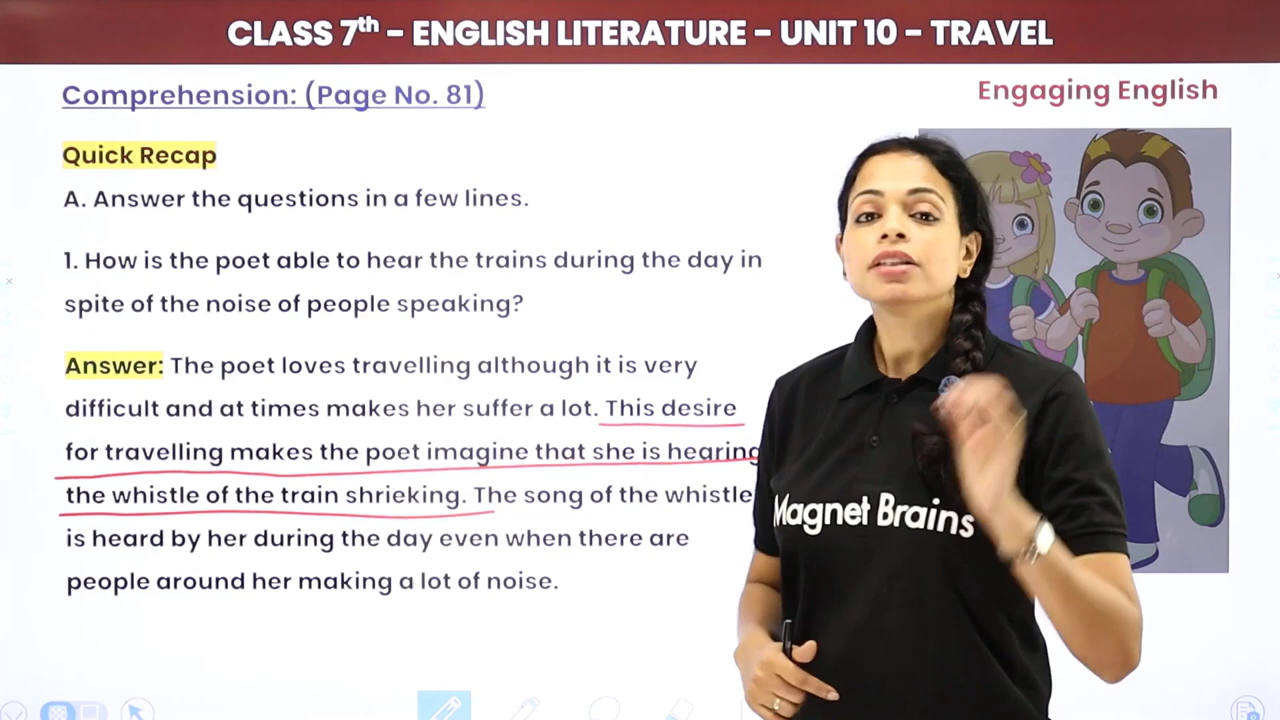 CLASS 7th – ENGLISH LITERATURE – UNIT 10 – TRAVEL
Comprehension: (Page No. 81)
Engaging English
Quick Recap
A. Answer the questions in a few lines.
1. How is the poet able to hear the trains during the day in
spite of the noise of people speaking?
Answer: The poet loves travelling although it is very
difficult and at times makes her suffer a lot. This desire
for travelling makes the poet imagine that she is hearing
the whistle of the train shrieking. The song of the whistle
is heard by her during the day even when there are
people around her making a lot of noise.
Magnet Brains